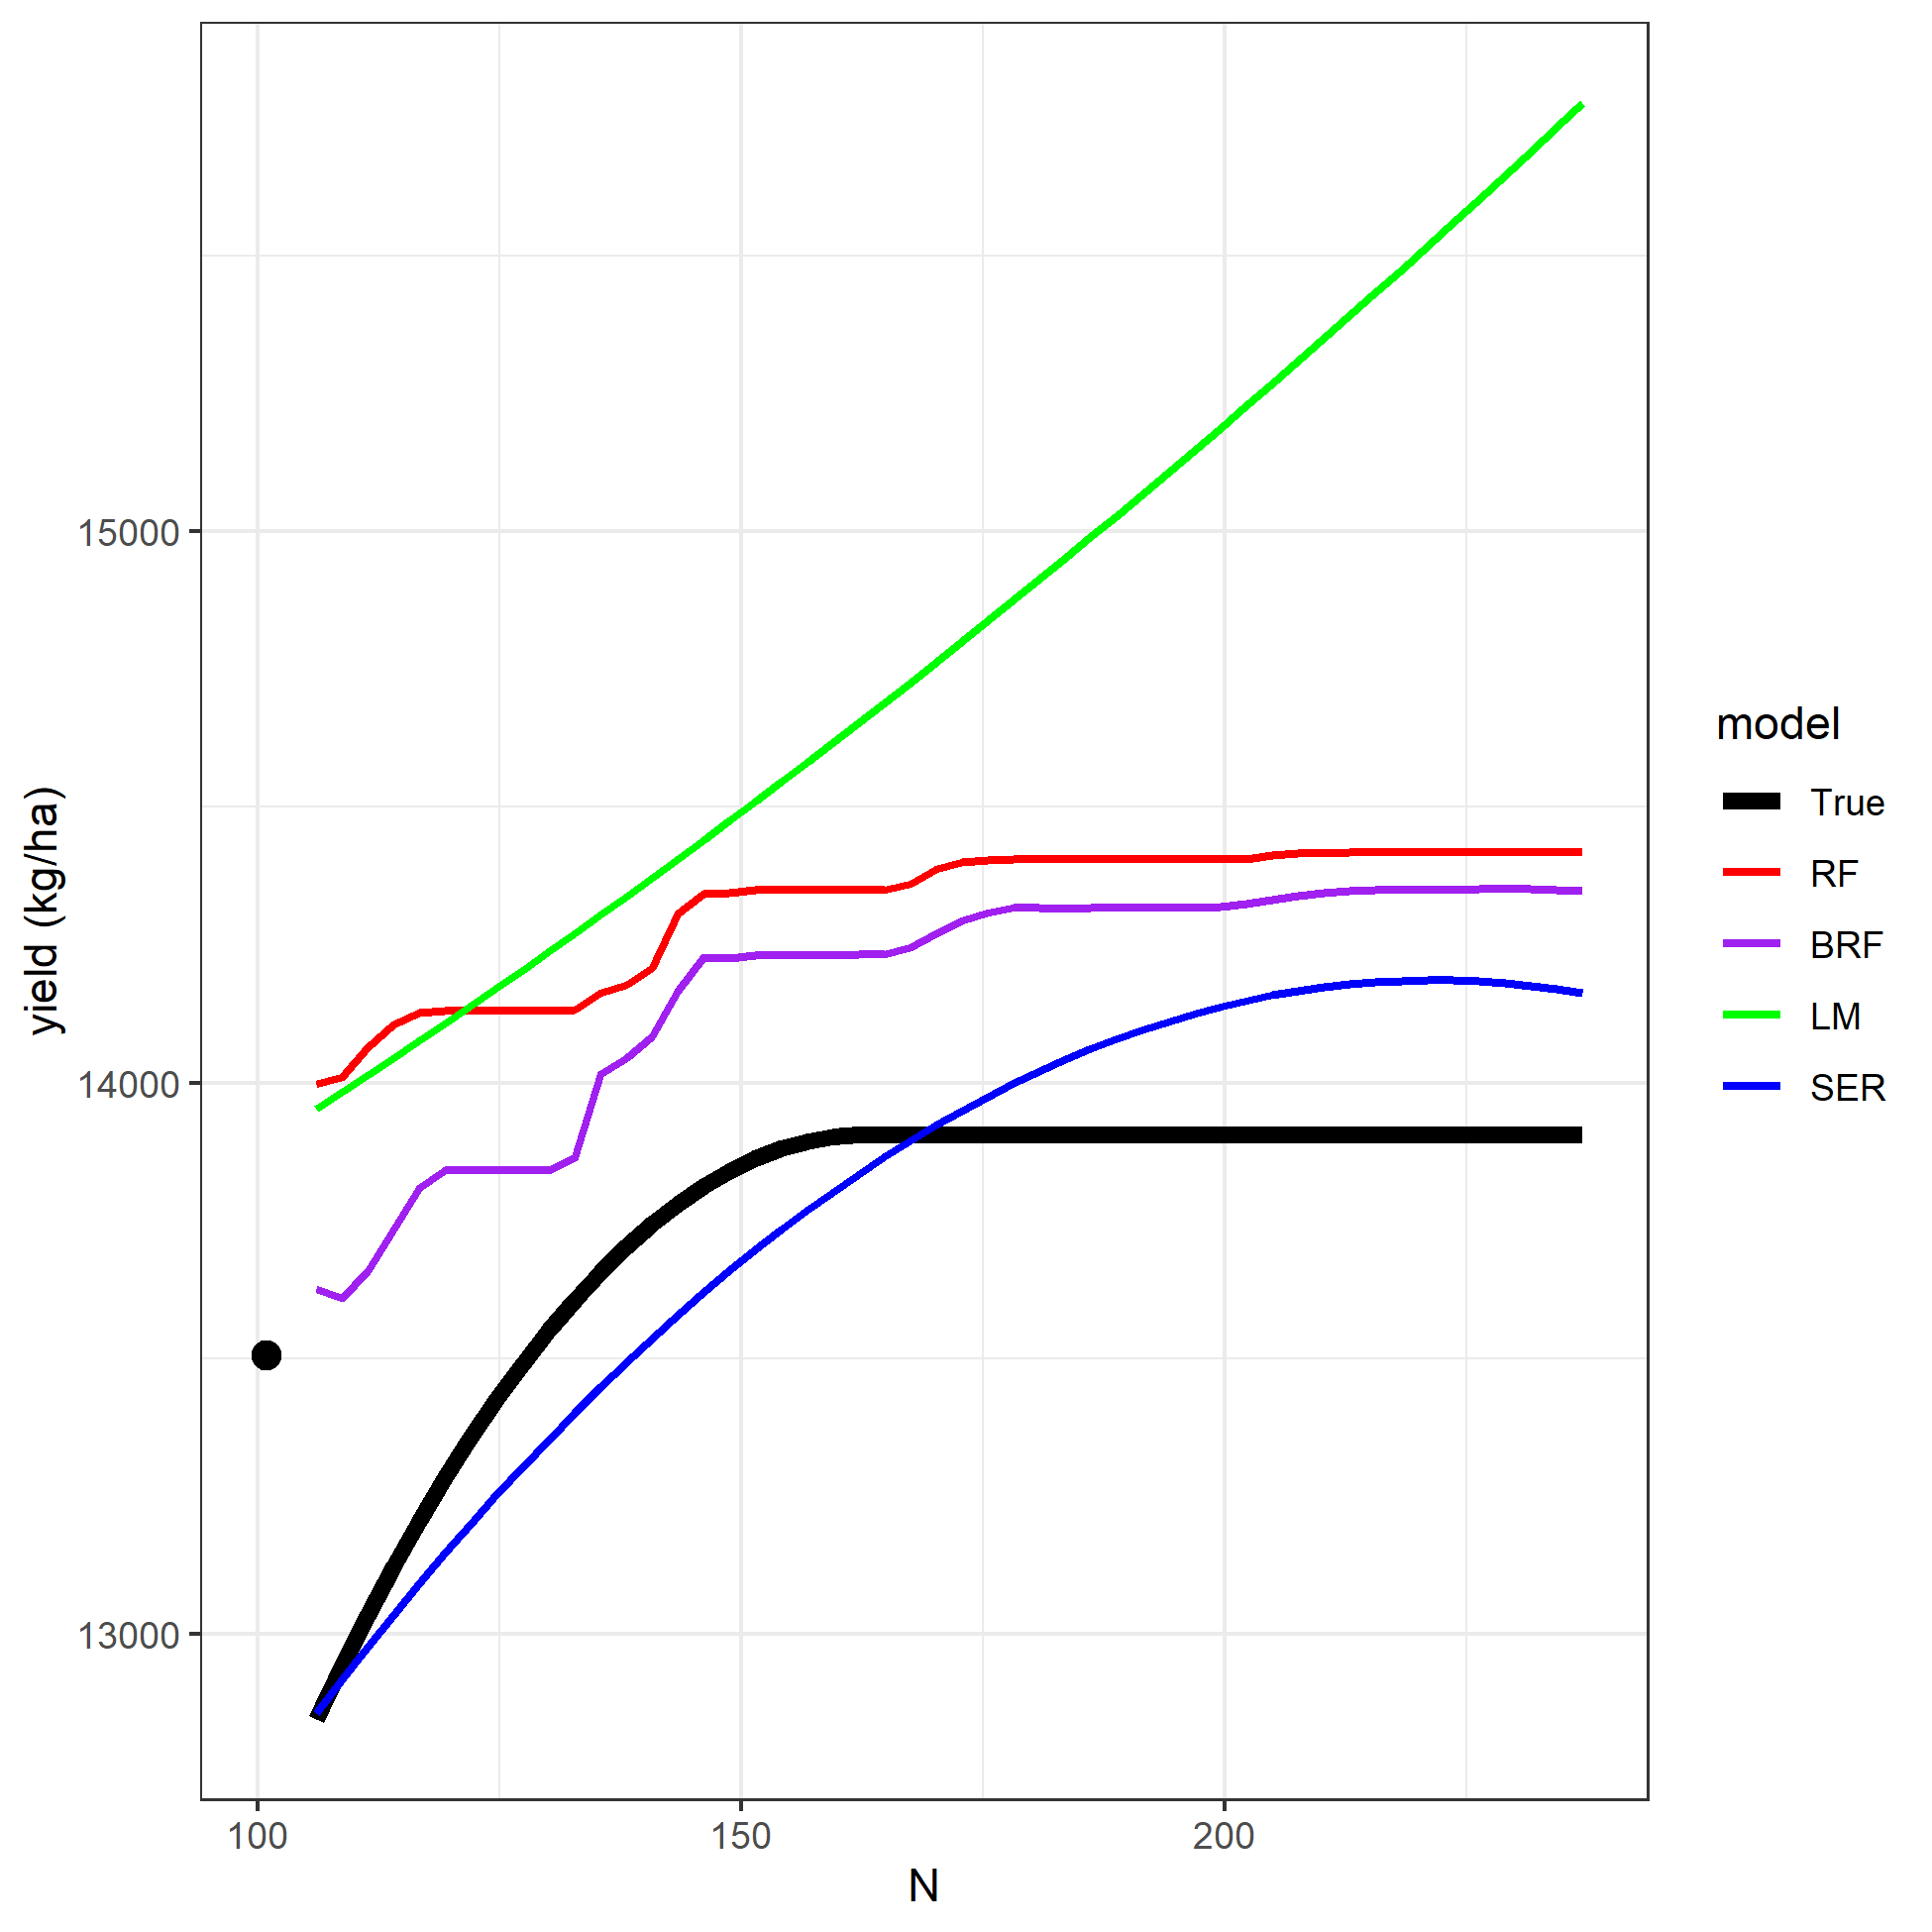 yield (kg/ha)
15000
14000
13000
100
150
200
N
model
True
RF
BRF
LM
SER